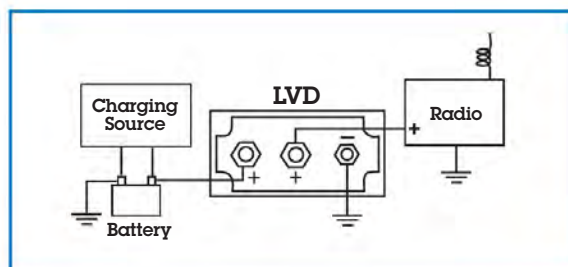 LVD
Charging
Source
Radio
+
−
+
+
Battery